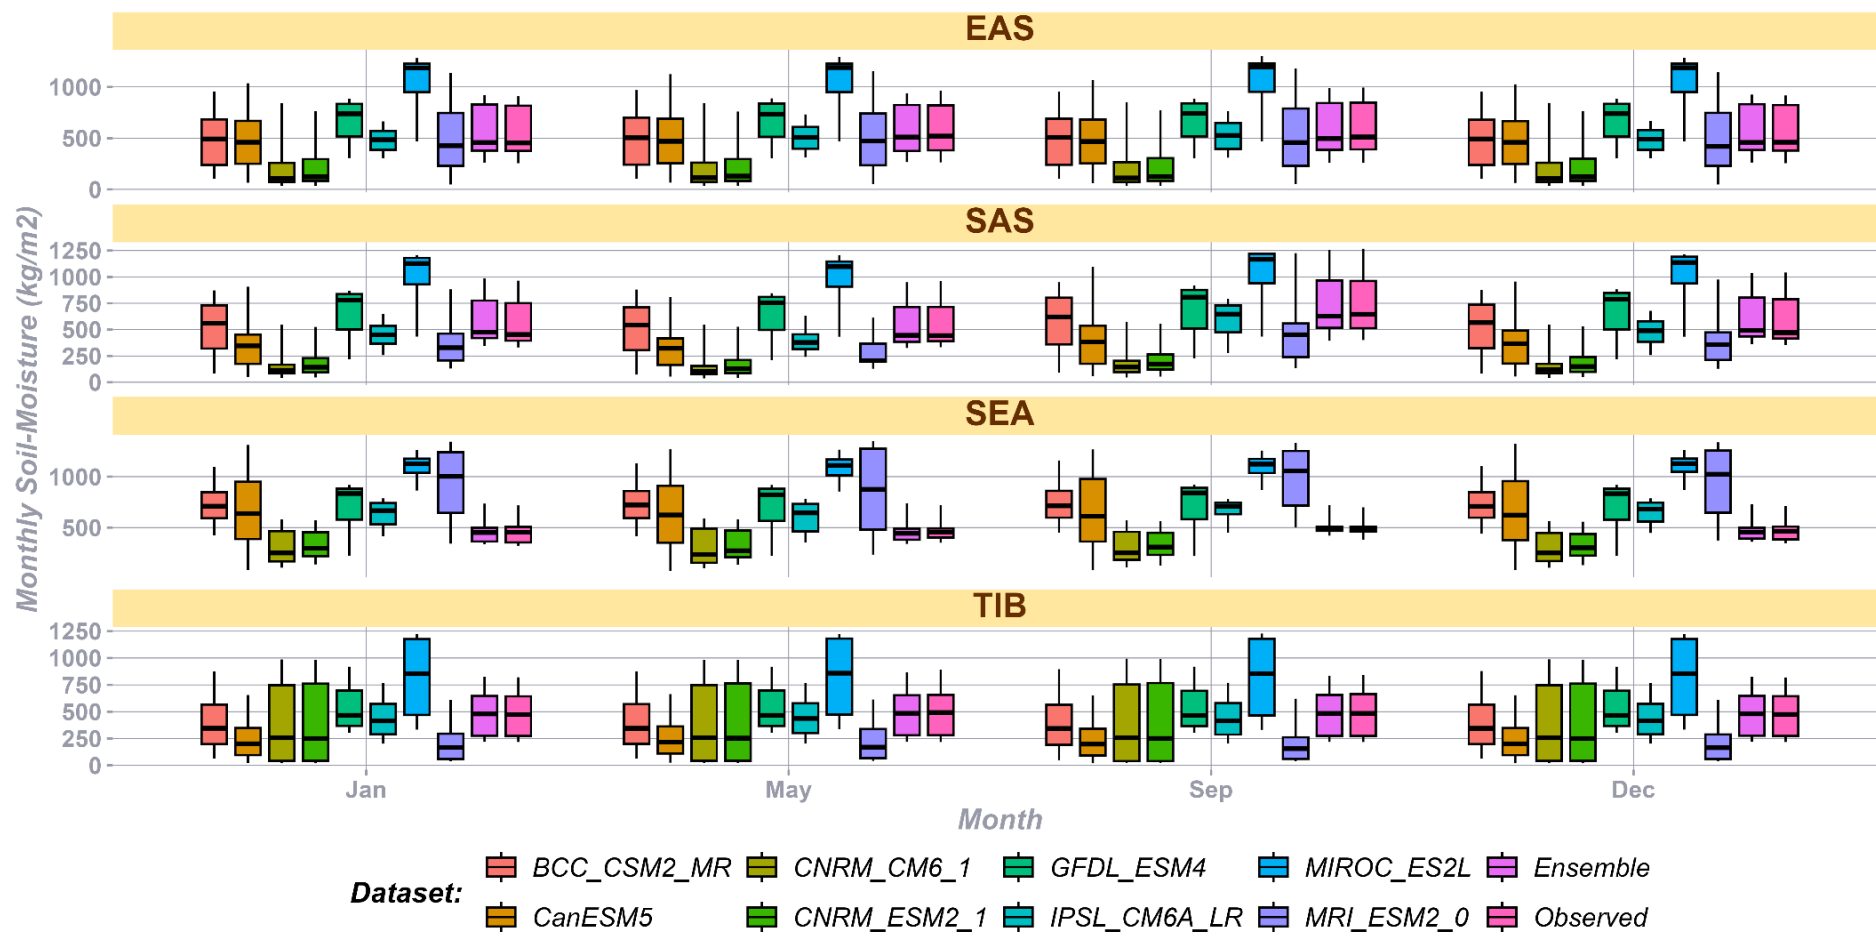 EAS
1000
500
0
SAS
1250
1000
750
500
250
0
SEA
1000
500
TIB
1250
1000
750
500
250
0
Monthly Soil-Moisture (kg/m2)
Jan May Sep Dec
Month
Dataset:
BCC_CSM2_MR CNRM_CM6_1 GFDL_ESM4 MIROC_ES2L Ensemble
CanESM5 CNRM_ESM2_1 IPSL_CM6A_LR MRI_ESM2_0 Observed